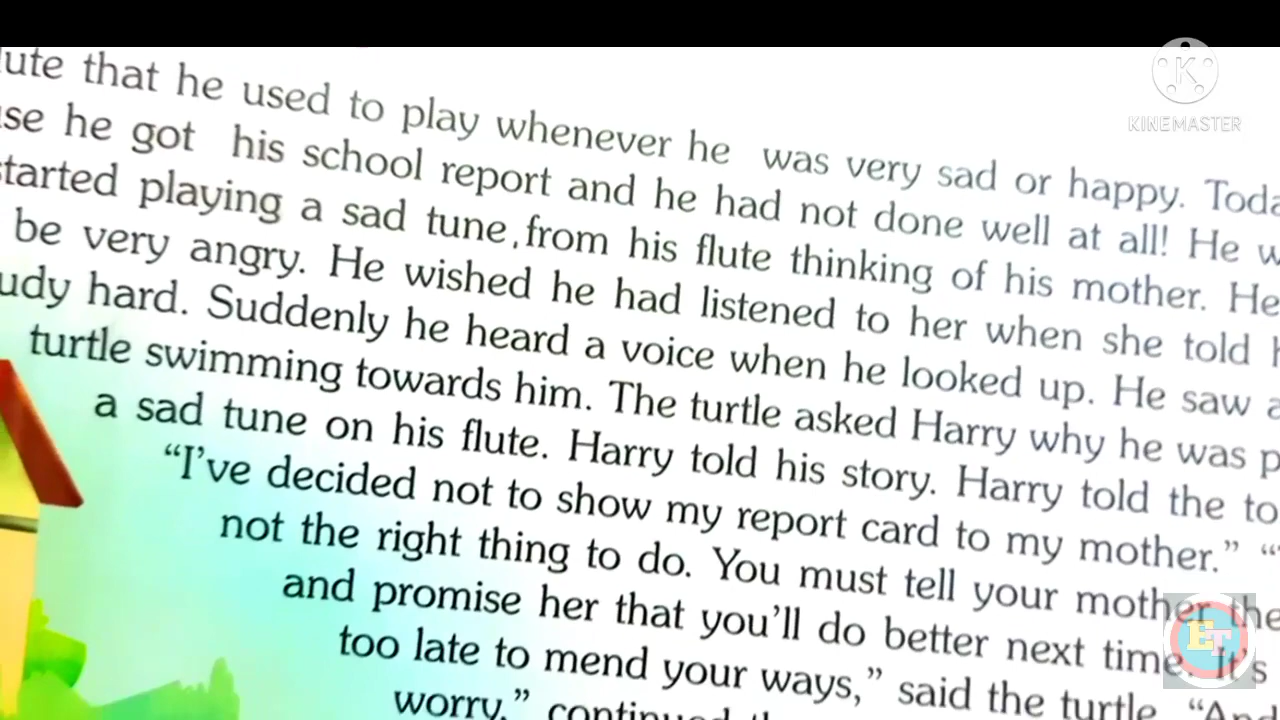 that he used to play whenever he was very sad or happy.
he got his school report and he had not done well at all! He
playing a sad tune, from his flute thinking of his mother. He
be very angry. He wished he had listened to her when she told
hard. Suddenly he heard a voice when he looked up. He saw a
turtle swimming towards him. The turtle asked Harry why he was
a sad tune on his flute. Harry told his story. Harry told the
“I’ve decided not to show my report card to my mother.” “
not the right thing to do. You must tell your mother the
and promise her that you’ll do better next time. It’s
too late to mend your ways,” said the turtle. “And
worry,” continued
KINEMASTER
ET